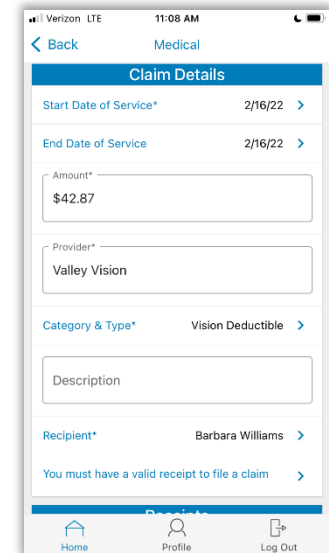 Verizon LTE 11:08 AM
Back Medical
Claim Details
Start Date of Service* 2/16/22
End Date of Service 2/16/22
Amount*
$42.87
Provider*
Valley Vision
Category & Type* Vision Deductible
Description
Recipient* Barbara Williams
You must have a valid receipt to file a claim
Receipts
Home Profile Log Out